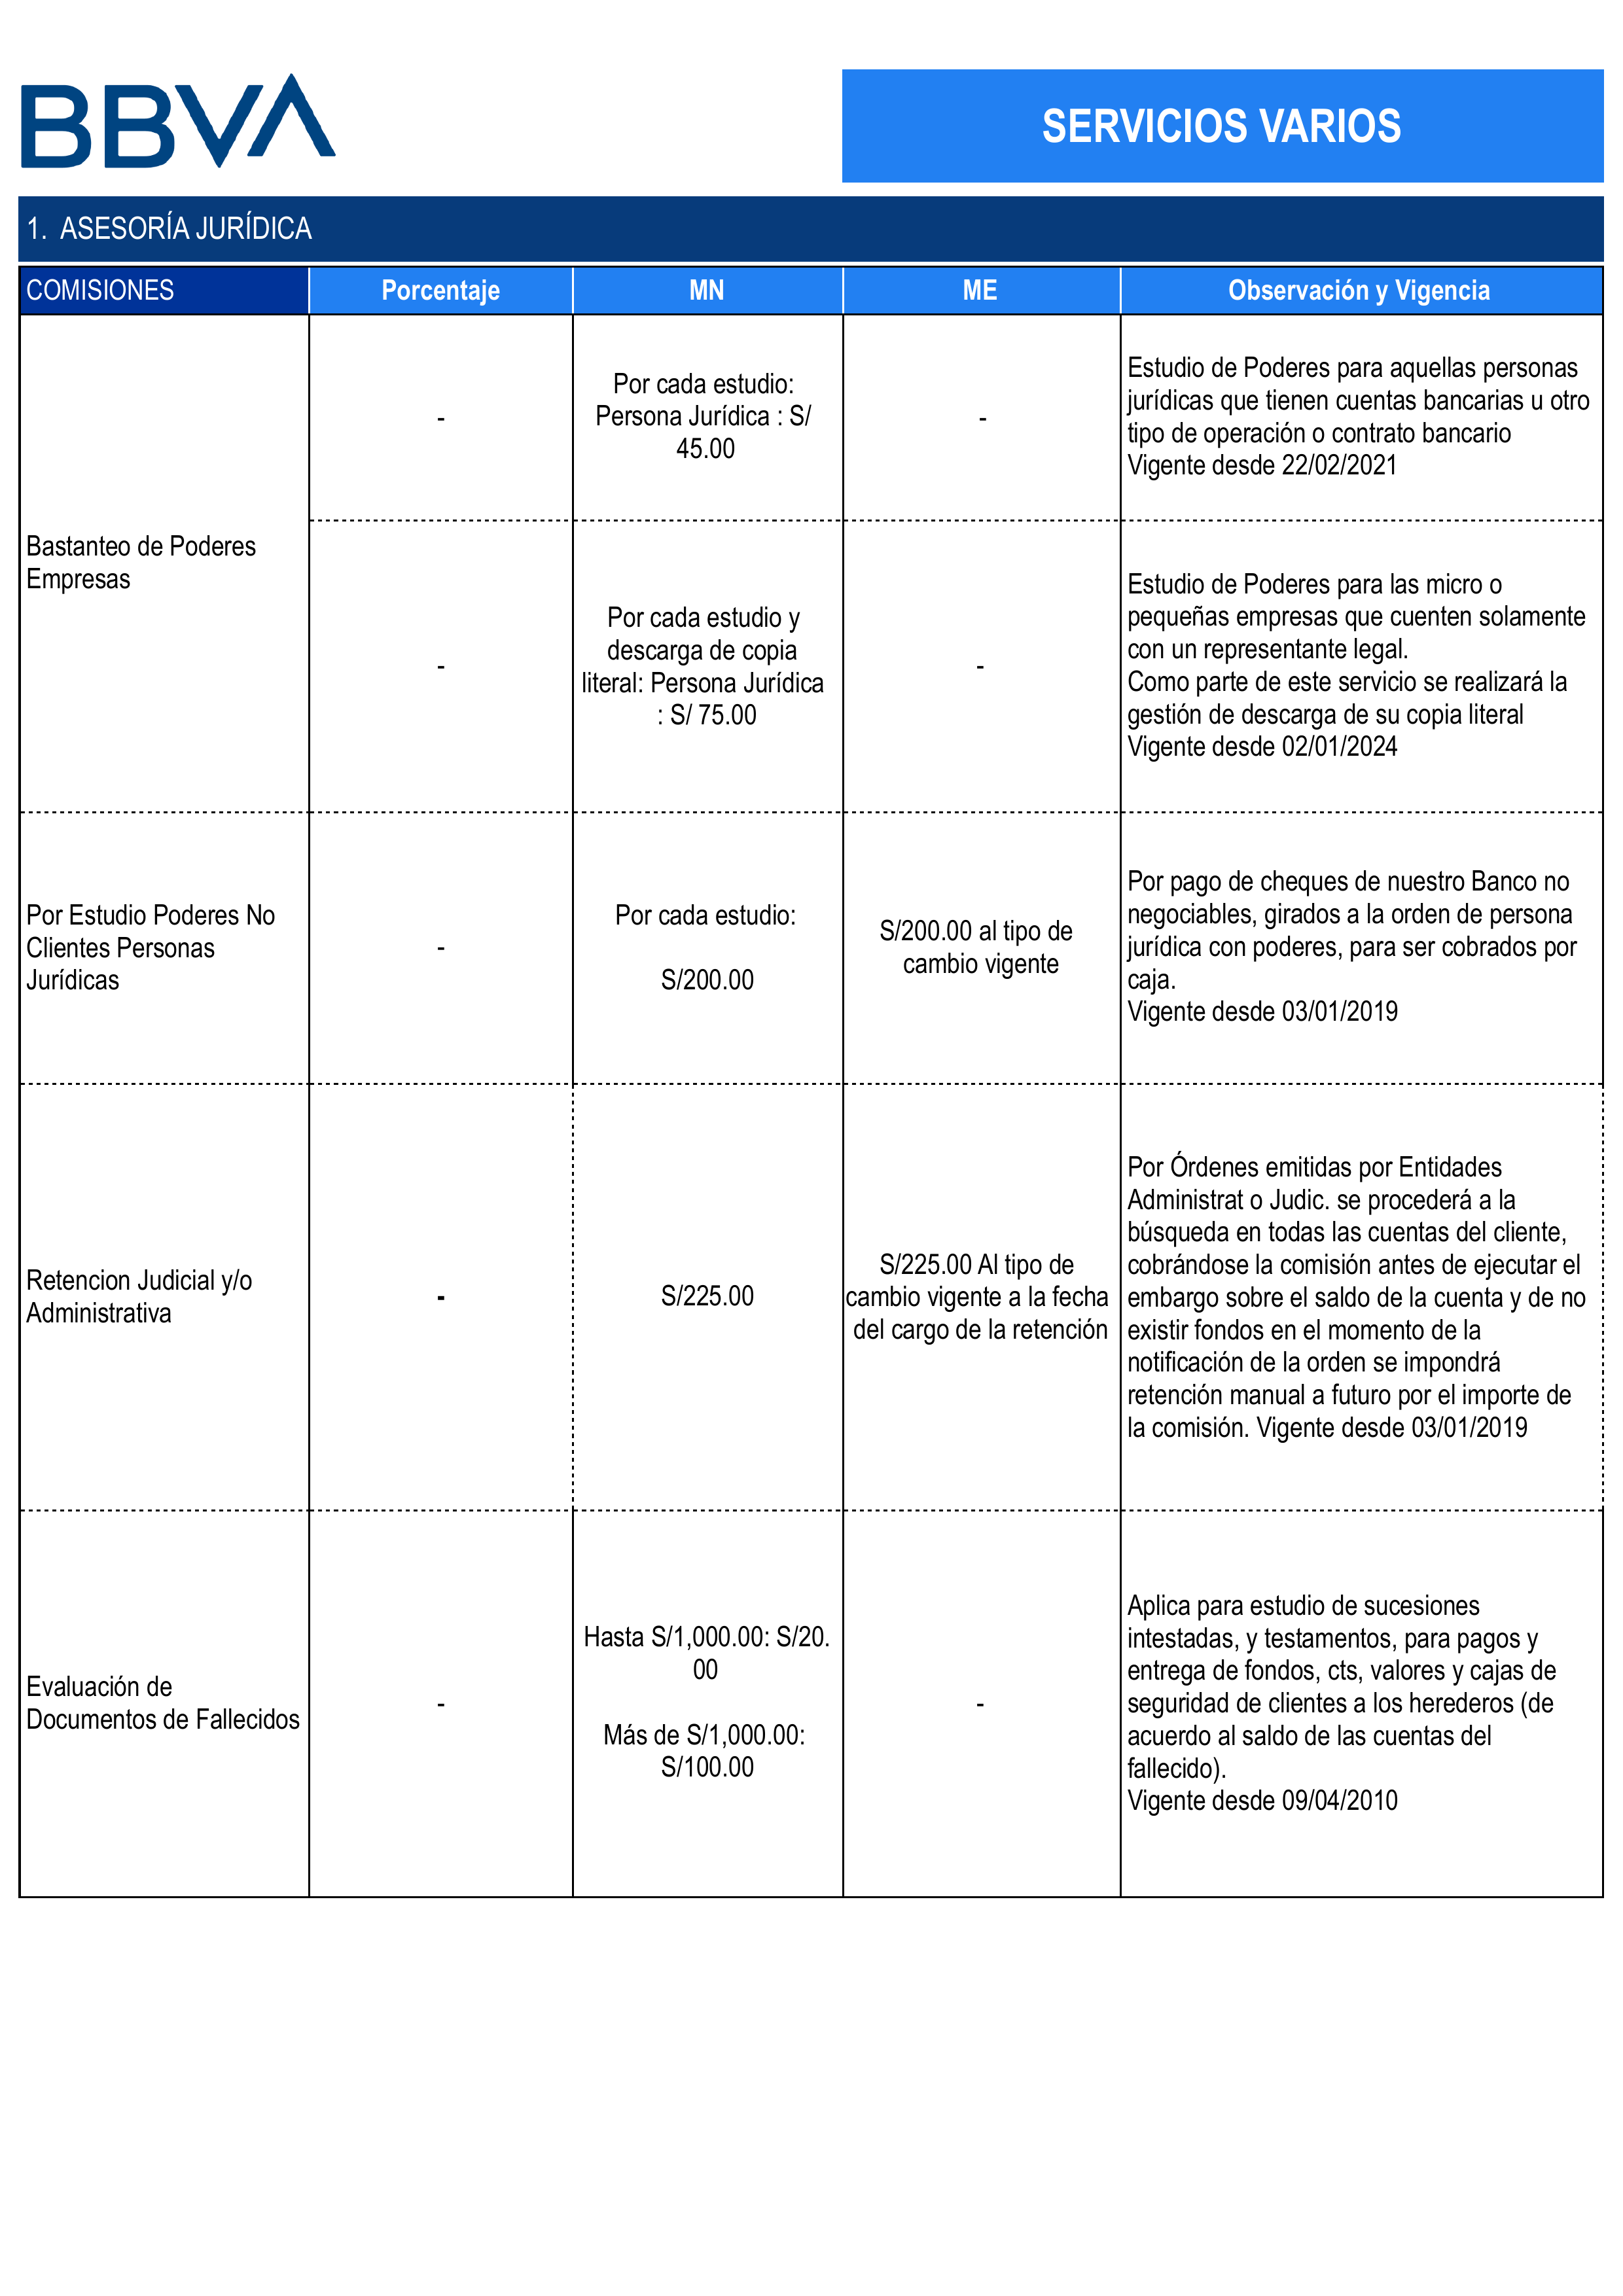 BBVA
SERVICIOS VARIOS
1. ASESORÍA JURÍDICA
COMISIONES
Porcentaje
MN
ME
Observación y Vigencia
Bastanteo de Poderes
Empresas
-
Por cada estudio:
Persona Jurídica : S/
45.00
-
Estudio de Poderes para aquellas personas
jurídicas que tienen cuentas bancarias u otro
tipo de operación o contrato bancario
Vigente desde 22/02/2021
-
Por cada estudio y
descarga de copia
literal: Persona Jurídica
: S/ 75.00
-
Estudio de Poderes para las micro o
pequeñas empresas que cuenten solamente
con un representante legal.
Como parte de este servicio se realizará la
gestión de descarga de su copia literal
Vigente desde 02/01/2024
Por Estudio Poderes No
Clientes Personas
Jurídicas
-
Por cada estudio:
S/200.00
S/200.00 al tipo de
cambio vigente
Por pago de cheques de nuestro Banco no
negociables, girados a la orden de persona
jurídica con poderes, para ser cobrados por
caja.
Vigente desde 03/01/2019
Retencion Judicial y/o
Administrativa
-
S/225.00
S/225.00 Al tipo de
cambio vigente a la fecha
del cargo de la retención
Por Órdenes emitidas por Entidades
Administrat o Judic. se procederá a la
búsqueda en todas las cuentas del cliente,
cobrándose la comisión antes de ejecutar el
embargo sobre el saldo de la cuenta y de no
existir fondos en el momento de la
notificación de la orden se impondrá
retención manual a futuro por el importe de
la comisión. Vigente desde 03/01/2019
Evaluación de
Documentos de Fallecidos
-
Hasta S/1,000.00: S/20.
00
Más de S/1,000.00:
S/100.00
-
Aplica para estudio de sucesiones
intestadas, y testamentos, para pagos y
entrega de fondos, cts, valores y cajas de
seguridad de clientes a los herederos (de
acuerdo al saldo de las cuentas del
fallecido).
Vigente desde 09/04/2010